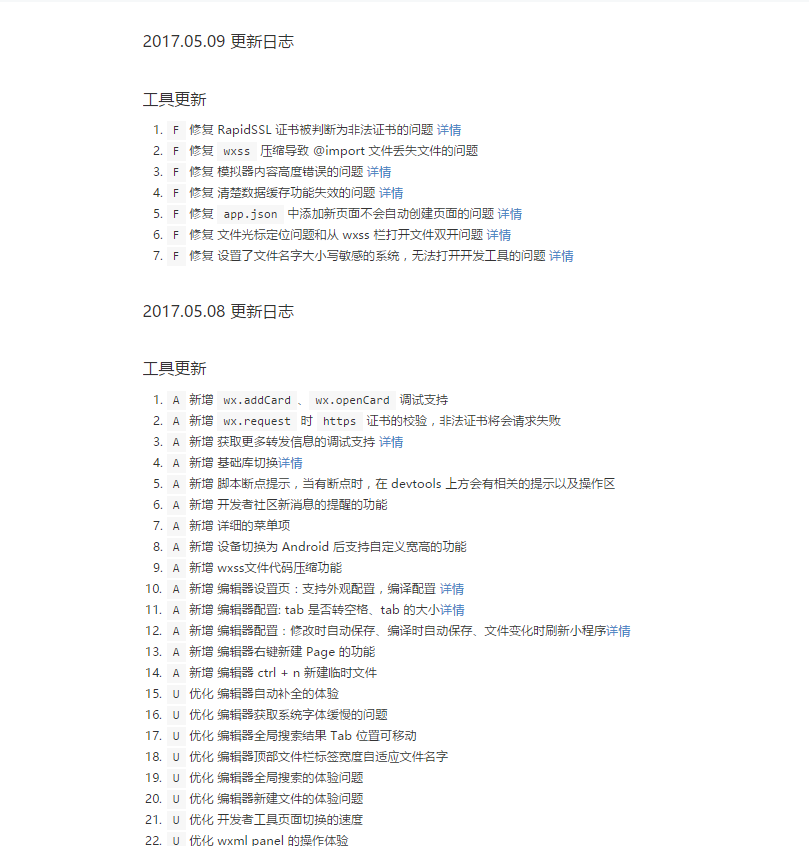 2017.05.09 更新日志
工具更新
1. F 修复 RapidSSL 证书被判断为非法证书的问题 详情
2. F 修复 wxss 压缩导致 @import 文件丢失文件的问题
3. F 修复 模拟器内容高度错误的问题 详情
4. F 修复 清楚数据缓存功能失效的问题 详情
5. F 修复 app.json 中添加新页面不会自动创建页面的问题 详情
6. F 修复 文件光标定位问题和从 wxss 栏打开文件双开问题 详情
7. F 修复 设置了文件名字大小写敏感的系统，无法打开开发工具的问题 详情
2017.05.08 更新日志
工具更新
1. A 新增 wx.addCard、wx.openCard 调试支持
2. A 新增 wx.request 时 https 证书的校验，非法证书将会请求失败
3. A 新增 获取更多转发信息的调试支持 详情
4. A 新增 基础库切换详情
5. A 新增 脚本断点提示，当有断点时，在 devtools 上方会有相关的提示以及操作区
6. A 新增 开发者社区新消息的提醒的功能
7. A 新增 详细的菜单项
8. A 新增 设备切换为 Android 后支持自定义宽高的功能
9. A 新增 wxss文件代码压缩功能
10. A 新增 编辑器设置页：支持外观配置，编译配置 详情
11. A 新增 编辑器配置: tab 是否转空格、tab 的大小详情
12. A 新增 编辑器配置：修改时自动保存、编译时自动保存、文件变化时刷新小程序详情
13. A 新增 编辑器右键新建 Page 的功能
14. A 新增 编辑器 ctrl + n 新建临时文件
15. U 优化 编辑器自动补全的体验
16. U 优化 编辑器获取系统字体缓慢的问题
17. U 优化 编辑器全局搜索结果 Tab 位置可移动
18. U 优化 编辑器顶部文件栏标签宽度自适应文件名字
19. U 优化 编辑器全局搜索的体验问题
20. U 优化 编辑器新建文件的体验问题
21. U 优化 开发者工具页面切换的速度
22. U 优化 wxml panel 的操作体验